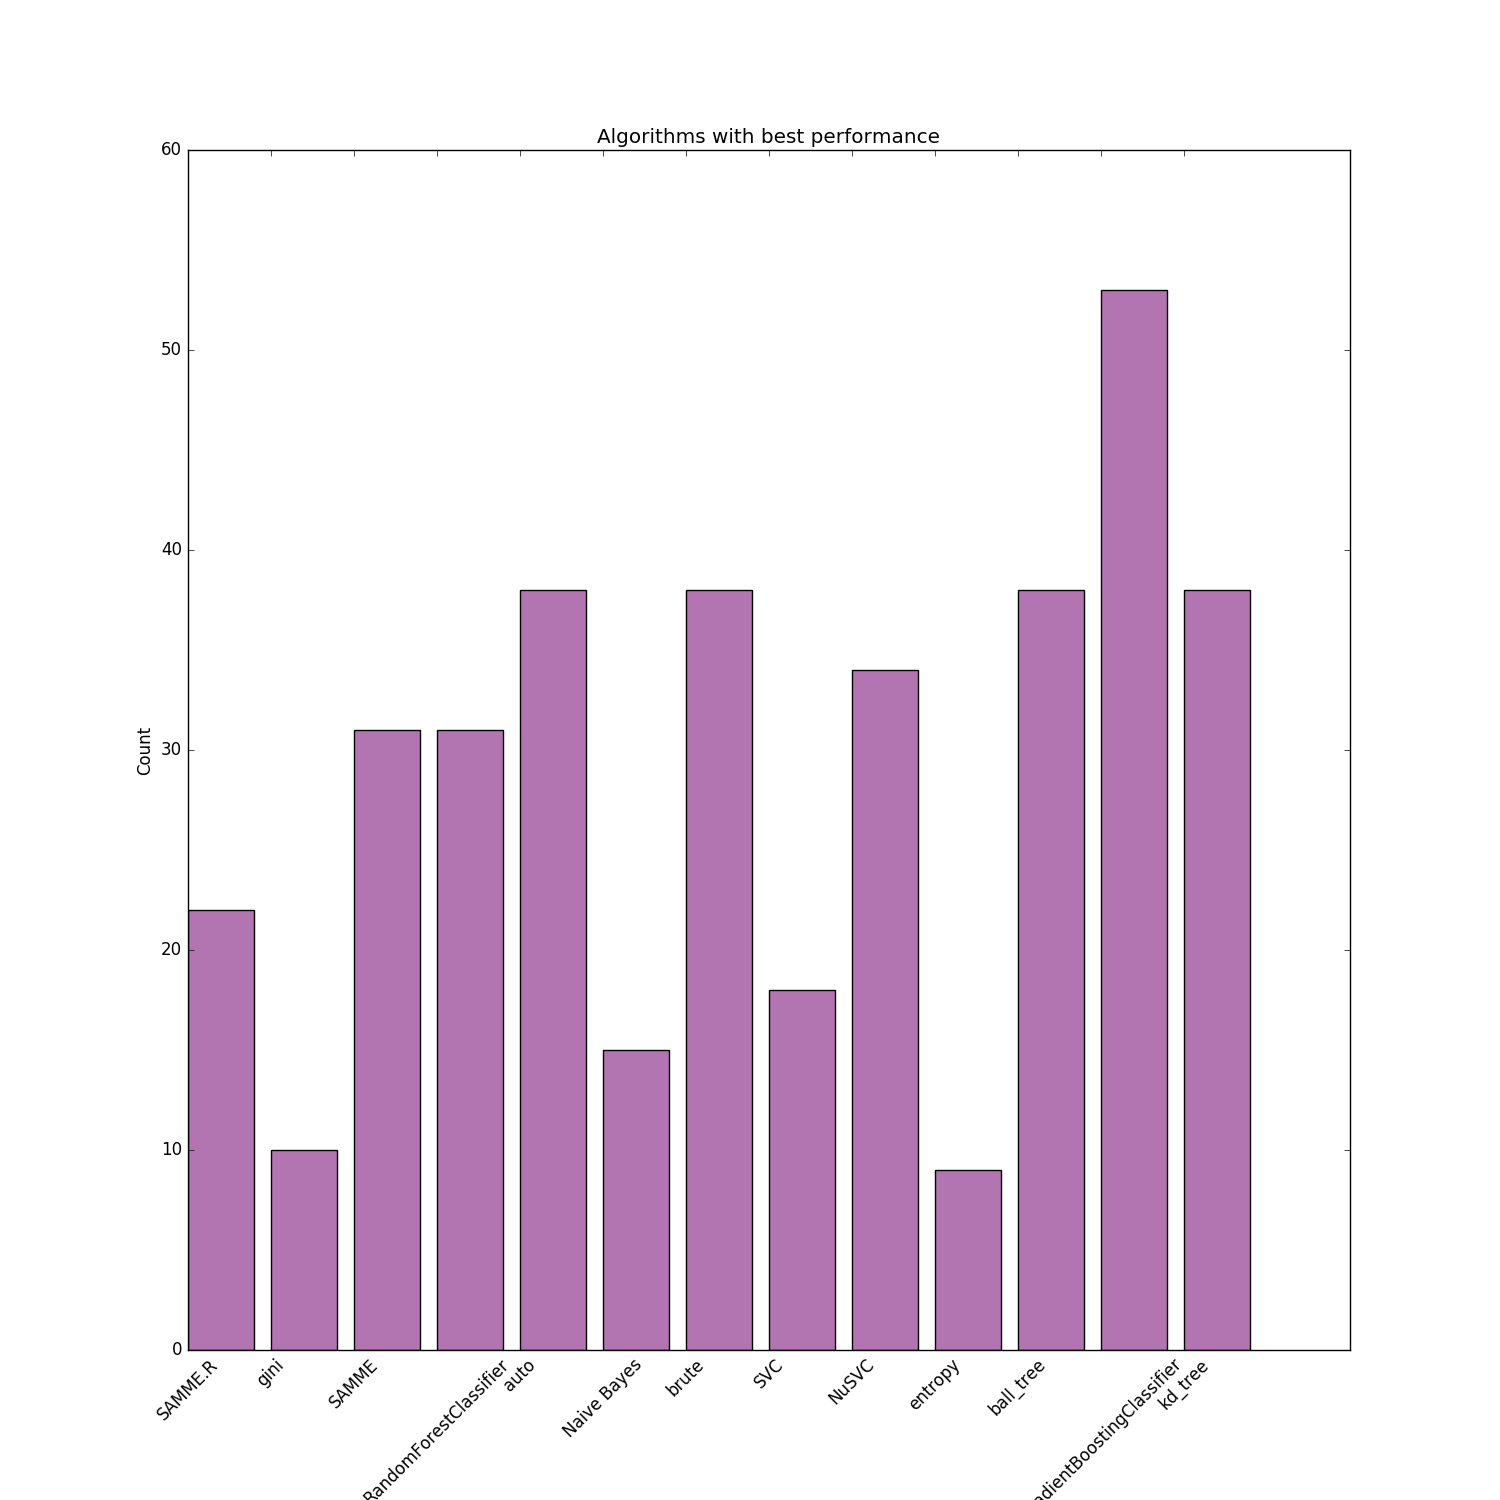 Algorithms with best performance
60
50
40
30
20
10
0
Count
SAMME.R
gini
SAMME
RandomForestClassifier
auto
Naive Bayes
brute
SVC
NuSVC
entropy
ball_tree
adientBoostingClassifier
kd_tree